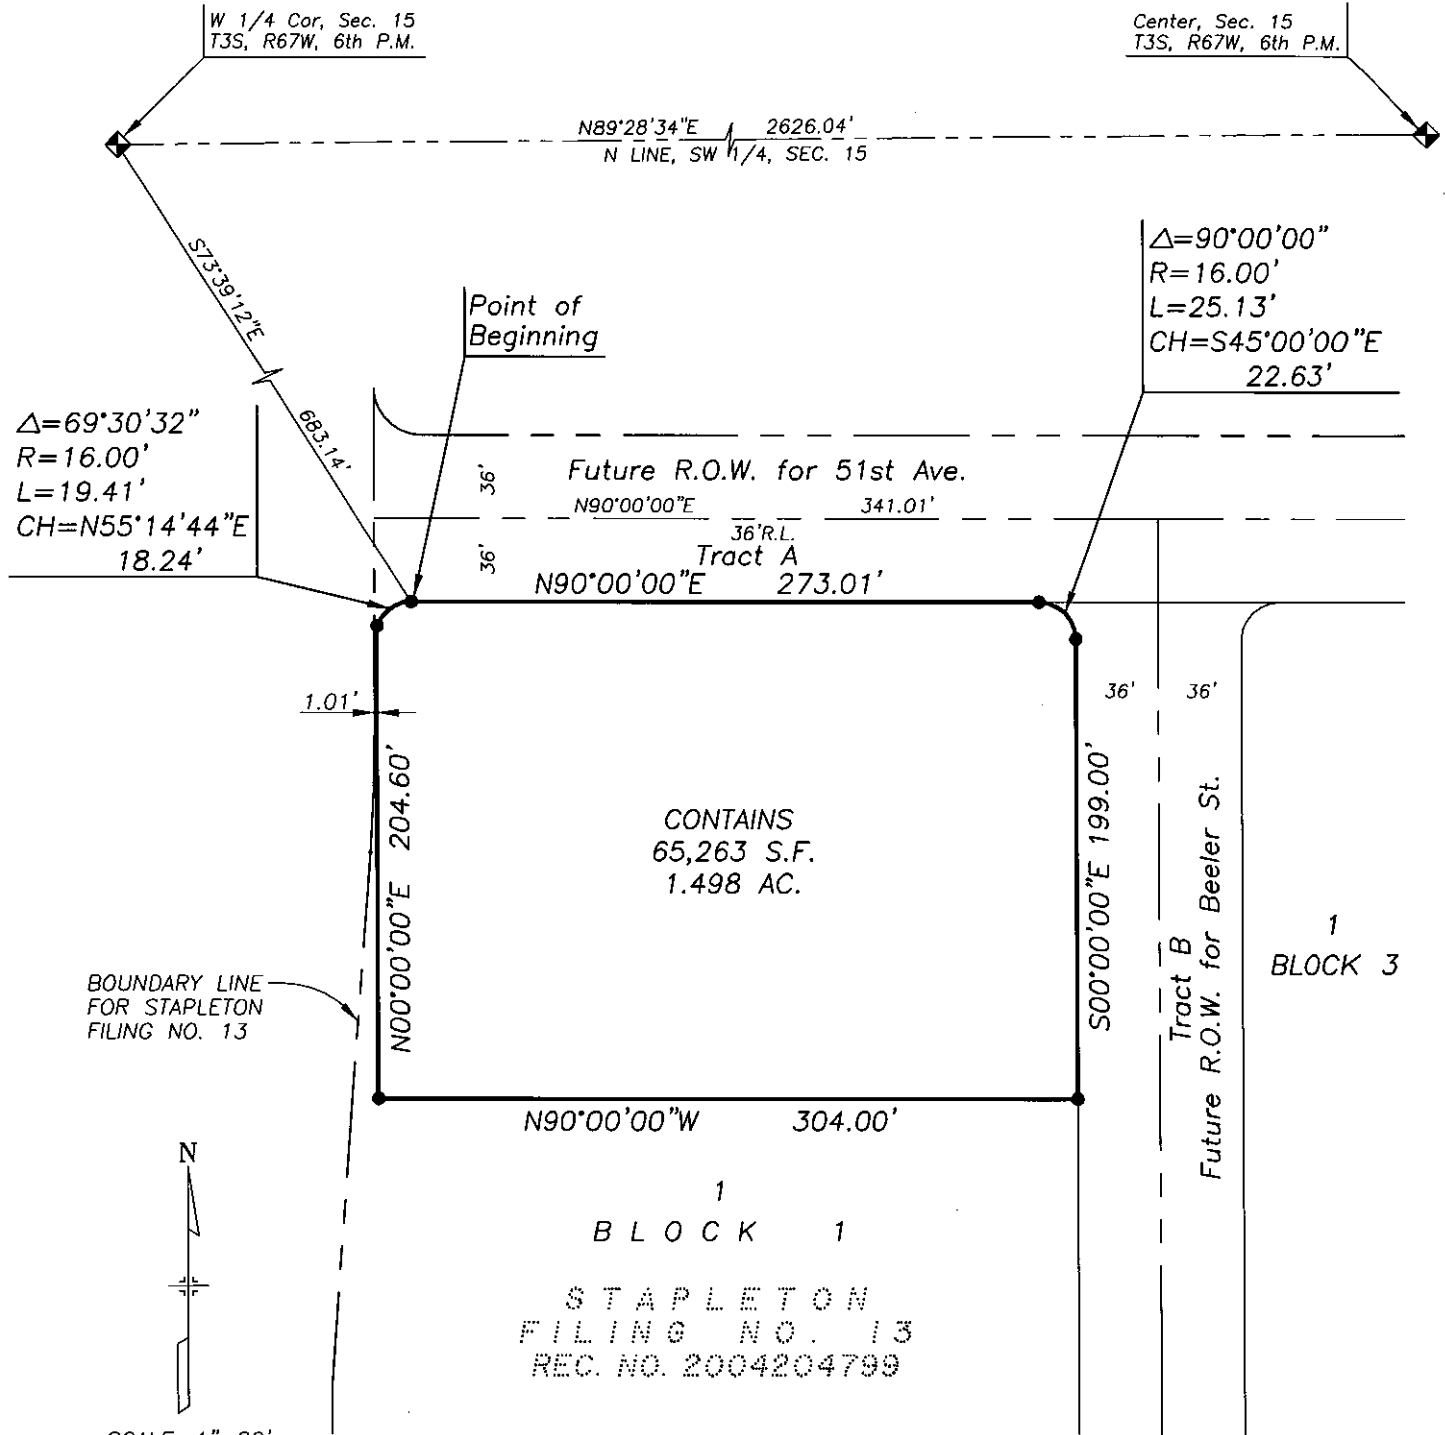 W 1/4 Cor, Sec. 15
T3S, R67W, 6th P.M.
Center, Sec. 15
T3S, R67W, 6th P.M.
N89°28'34"E 2626.04'
N LINE, SW 1/4, SEC. 15
S73°39'12"E
683.14'
Δ=90°00'00"
R=16.00'
L=25.13'
CH=S45°00'00"E
22.63'
Point of
Beginning
Δ=69°30'32"
R=16.00'
L=19.41'
CH=N55°14'44"E
18.24'
36'
Future R.O.W. for 51st Ave.
N90°00'00"E 341.01'
36'R.L.
36'
Tract A
N90°00'00"E 273.01'
1.01'
36' 36'
N00°00'00"E 204.60'
CONTAINS
65,263 S.F.
1.498 AC.
S00°00'00"E 199.00'
Tract B
Future R.O.W. for Beeler St.
1
BLOCK 3
BOUNDARY LINE
FOR STAPLETON
FILING NO. 13
N90°00'00"W 304.00'
N
1
BLOCK 1
STAPLETON
FILING NO. 13
REC. NO. 2004204799